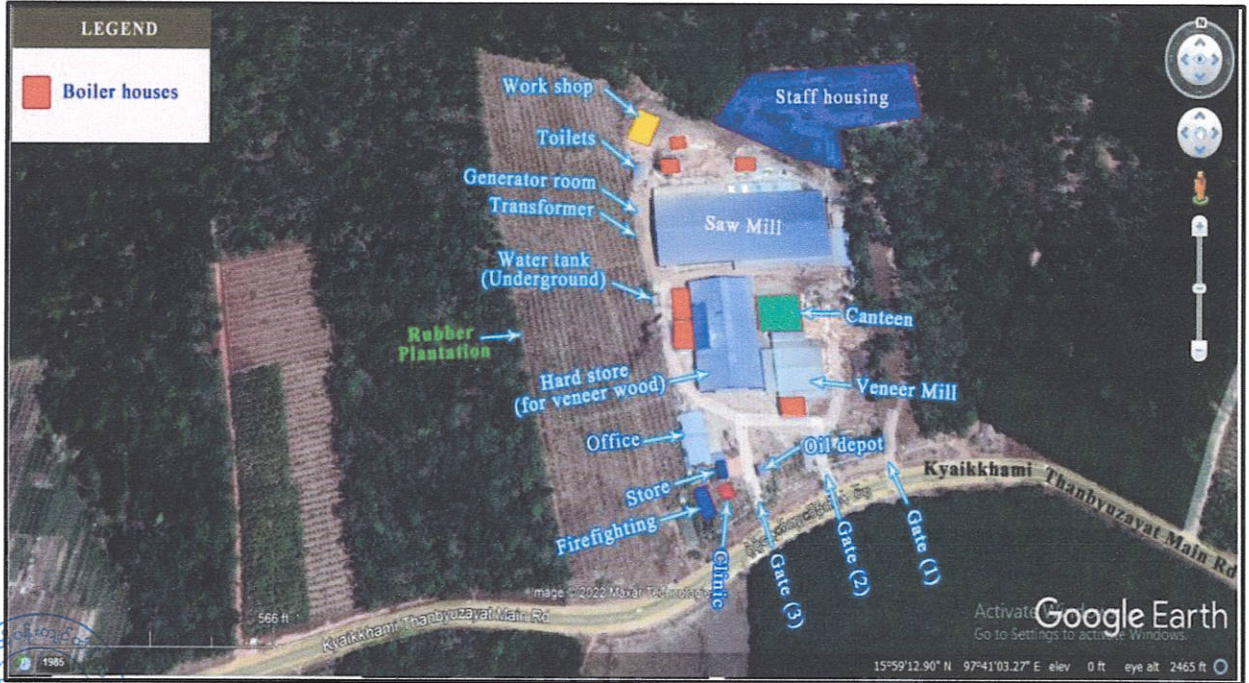 LEGEND
Boiler houses
N
Staff housing
Work shop
Toilets
Generator room
Transformer
Saw Mill
Water tank
(Underground)
Canteen
Rubber
Plantation
Hard store
(for veneer wood)
Veneer Mill
Office
Oil depot
Kyaikkhami Thanbyuzayat Main Rd
Store
Firefighting
Clinic
Gate (3)
Gate (2)
Gate (1)
Image © 2022 Maxar Technologies
566 ft
Kyaikkhami Thanbyuzayat Main Rd
Activate Windows
Go to Settings to activate Windows.
Google Earth
1985
15°59'12.90" N 97°41'03.27" E elev 0 ft eye alt 2465 ft